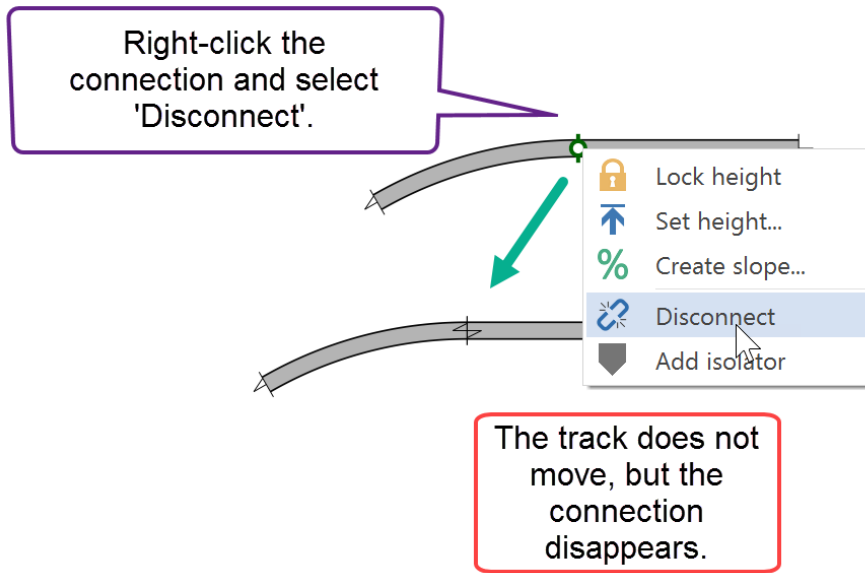 Right-click the
connection and select
'Disconnect'.
Lock height
Set height...
Create slope...
Disconnect
Add isolator
The track does not
move, but the
connection
disappears.